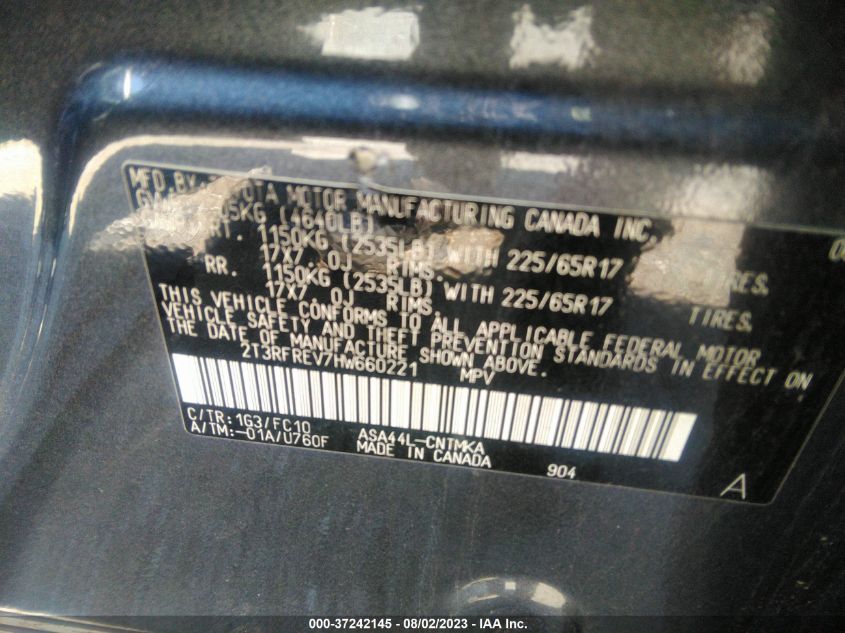 MFD. BY: TOYOTA MOTOR MANUFACTURING CANADA INC.
05KG (4640LB)
RT. 1150KG (2535LB) WITH 225/65R17 TIRES,
17X7.0J RIMS.
RR. 1150KG (2535LB) WITH 225/65R17 TIRES.
17X7.0J RIMS.
THIS VEHICLE CONFORMS TO ALL APPLICABLE FEDERAL MOTOR
VEHICLE SAFETY AND THEFT PREVENTION STANDARDS IN EFFECT ON
THE DATE OF MANUFACTURE SHOWN ABOVE.
2T3RFREV7HW660221 MPV
C/TR: 1G3/FC10 ASA44L-CNTMKA
A/TM:-01A/U760F MADE IN CANADA 904 A
000-37242145 - 08/02/2023 - IAA Inc.